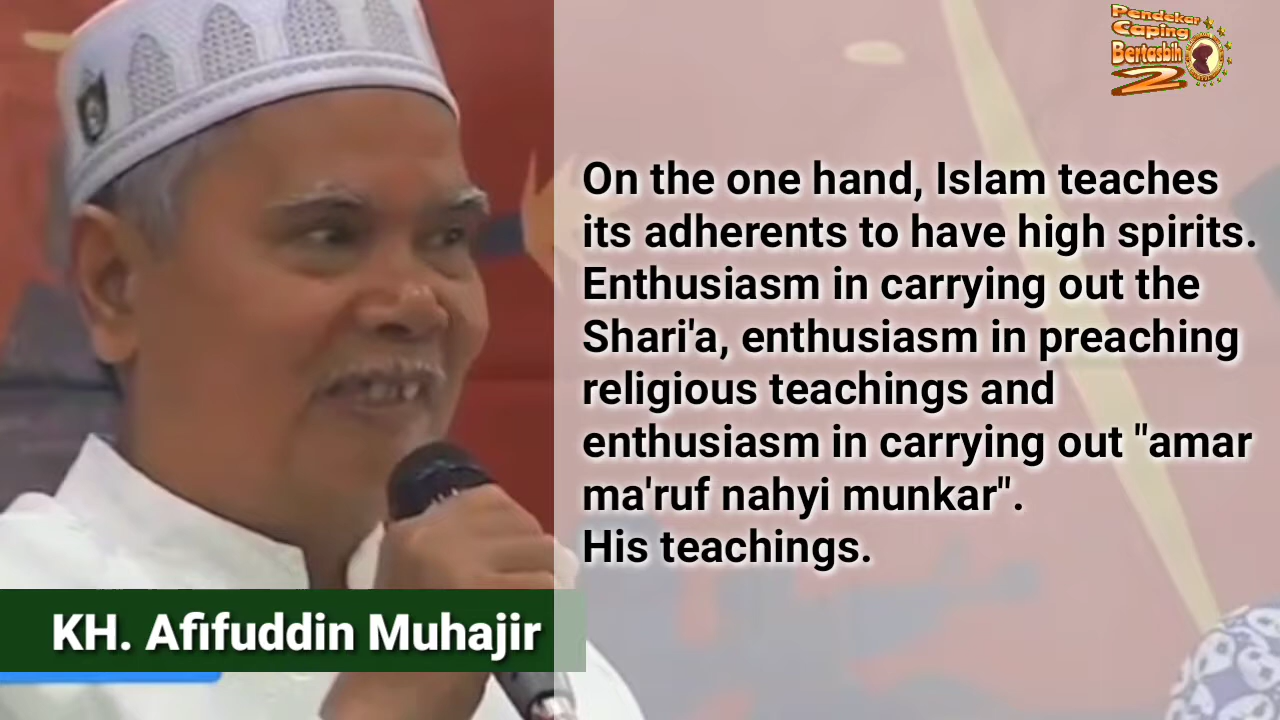 Pendekar
Caping
Bertasbih
2
On the one hand, Islam teaches
its adherents to have high spirits.
Enthusiasm in carrying out the
Shari'a, enthusiasm in preaching
religious teachings and
enthusiasm in carrying out "amar
ma'ruf nahyi munkar".
His teachings.
KH. Afifuddin Muhajir